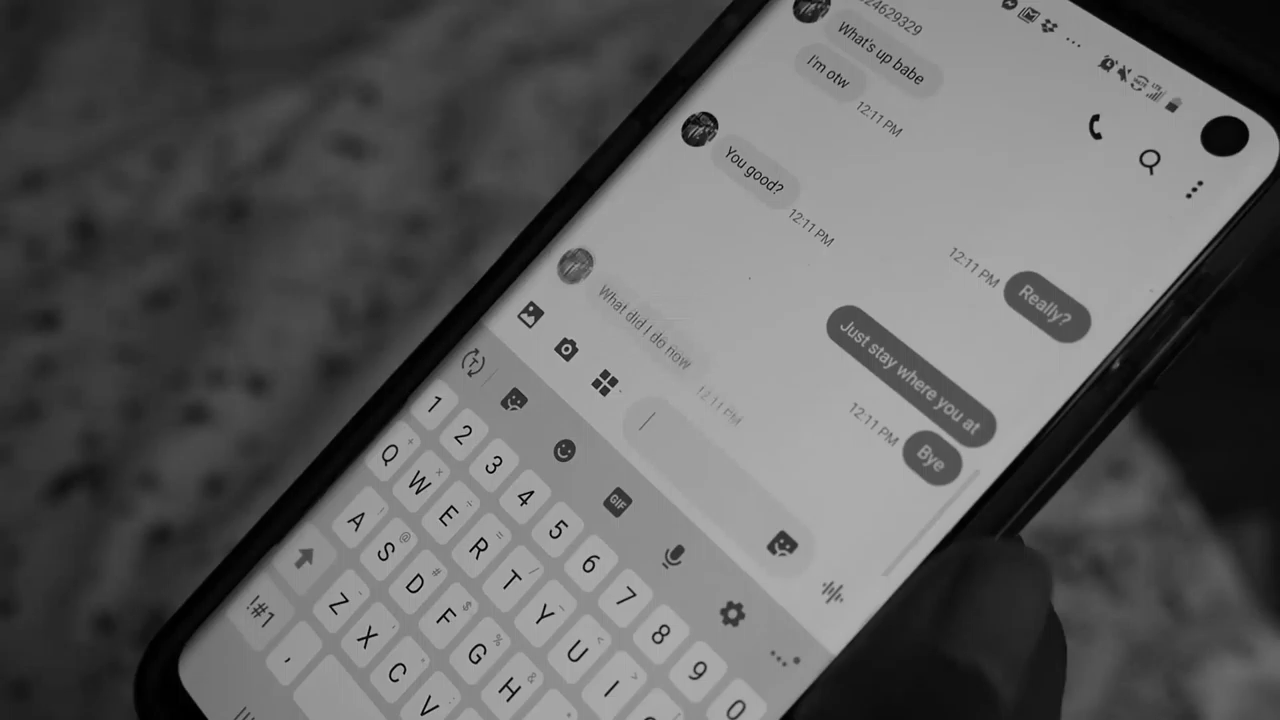 24629329
What's up babe
I'm otw
12:11 PM
You good?
12:11 PM
12:11 PM
Really?
Just stay where you at
12:11 PM
Bye
What did I do now
12:11 PM
GIF
1 2 3 4 5 6 7 8 9 0
Q W E R T Y U I
A S D F G H
Z X C V
!#1
,